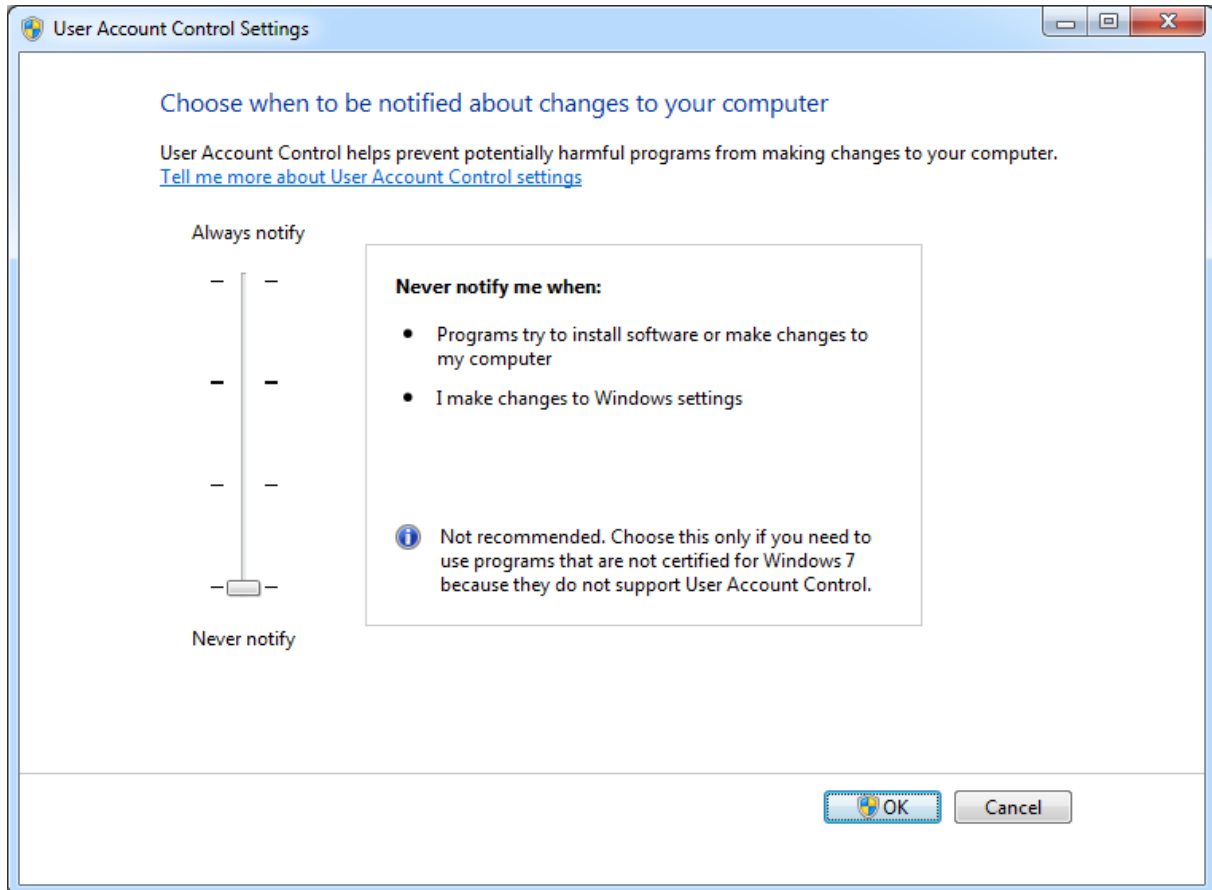 User Account Control Settings
Choose when to be notified about changes to your computer
User Account Control helps prevent potentially harmful programs from making changes to your computer.
Tell me more about User Account Control settings
Always notify
Never notify me when:
Programs try to install software or make changes to
my computer
I make changes to Windows settings
Not recommended. Choose this only if you need to
use programs that are not certified for Windows 7
because they do not support User Account Control.
Never notify
OK
Cancel